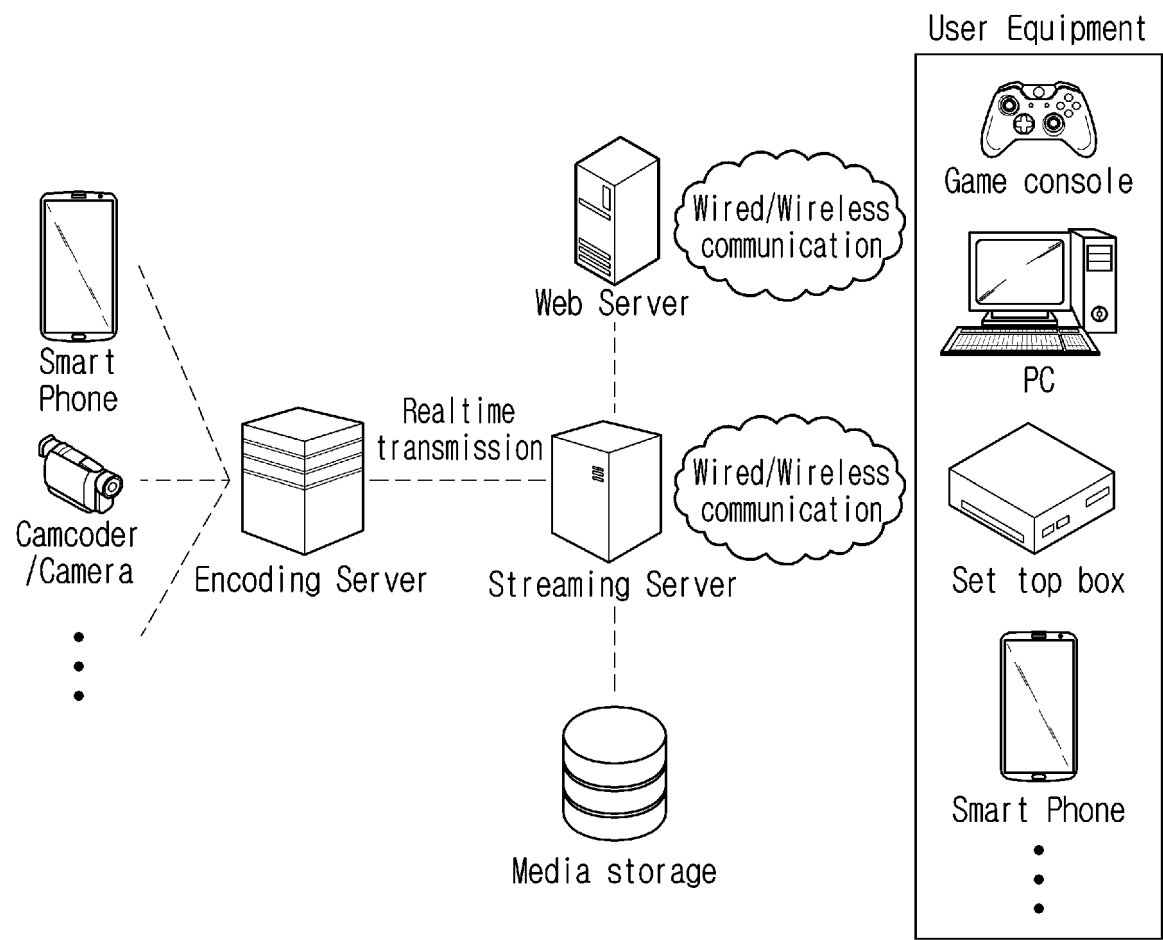 User Equipment
Game console
PC
Set top box
Smart Phone
Wired/Wireless
communication
Web Server
Smart
Phone
Realtime
transmission
Wired/Wireless
communication
Camcoder
/Camera
Encoding Server
Streaming Server
Media storage